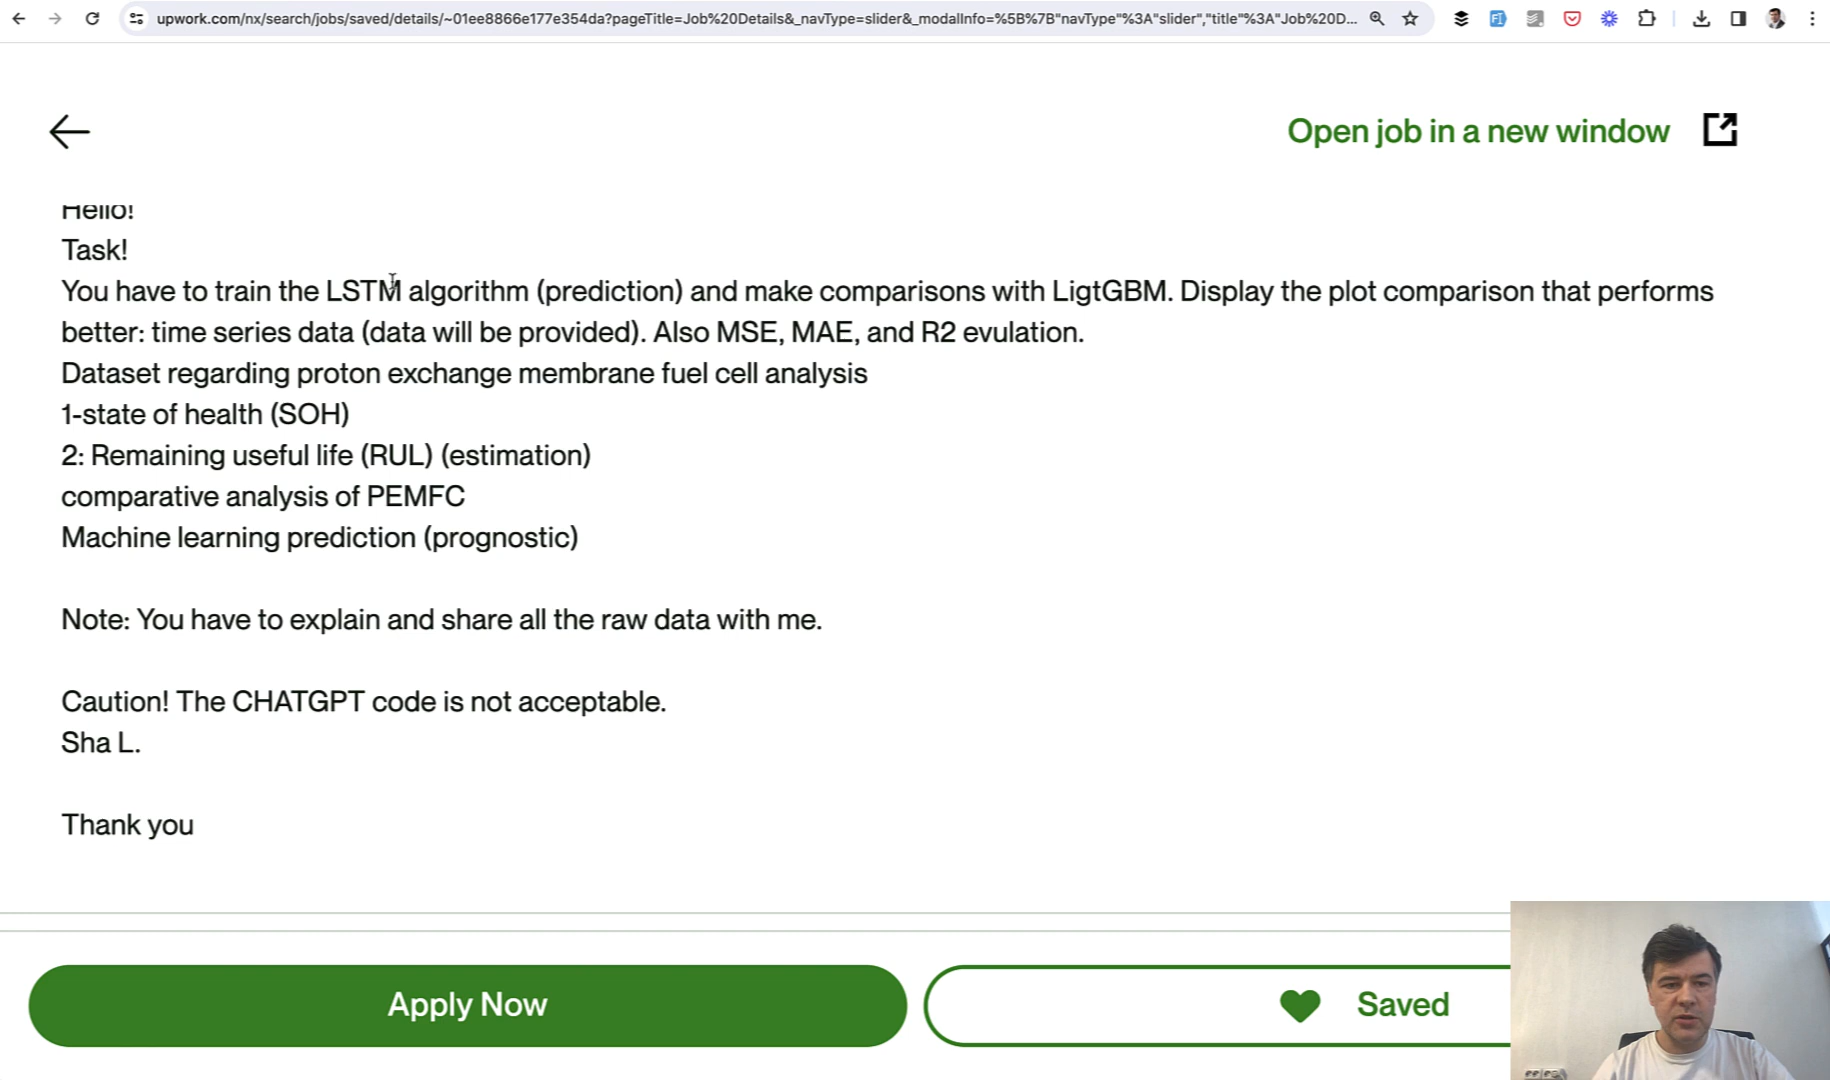 upwork.com/nx/search/jobs/saved/details/~01ee8866e177e354da?pageTitle=Job%20Details&_navType=slider&_modalInfo=%5B%7B"navType"%3A"slider","title"%3A"Job%20D...
Open job in a new window
Hello!
Task!
You have to train the LSTM algorithm (prediction) and make comparisons with LigtGBM. Display the plot comparison that performs
better: time series data (data will be provided). Also MSE, MAE, and R2 evulation.
Dataset regarding proton exchange membrane fuel cell analysis
1-state of health (SOH)
2: Remaining useful life (RUL) (estimation)
comparative analysis of PEMFC
Machine learning prediction (prognostic)
Note: You have to explain and share all the raw data with me.
Caution! The CHATGPT code is not acceptable.
Sha L.
Thank you
Apply Now
Saved